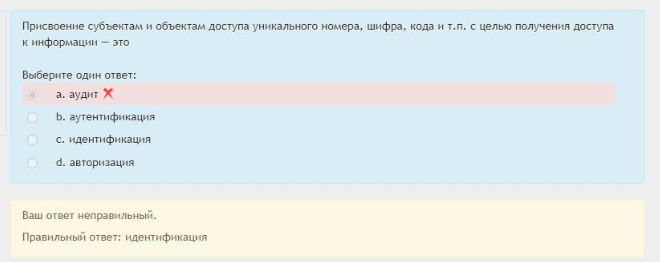 Присвоение субъектам и объектам доступа уникального номера, шифра, кода и т.п. с целью получения доступа
к информации — это
Выберите один ответ:
a. аудит
b. аутентификация
c. идентификация
d. авторизация
Ваш ответ неправильный.
Правильный ответ: идентификация